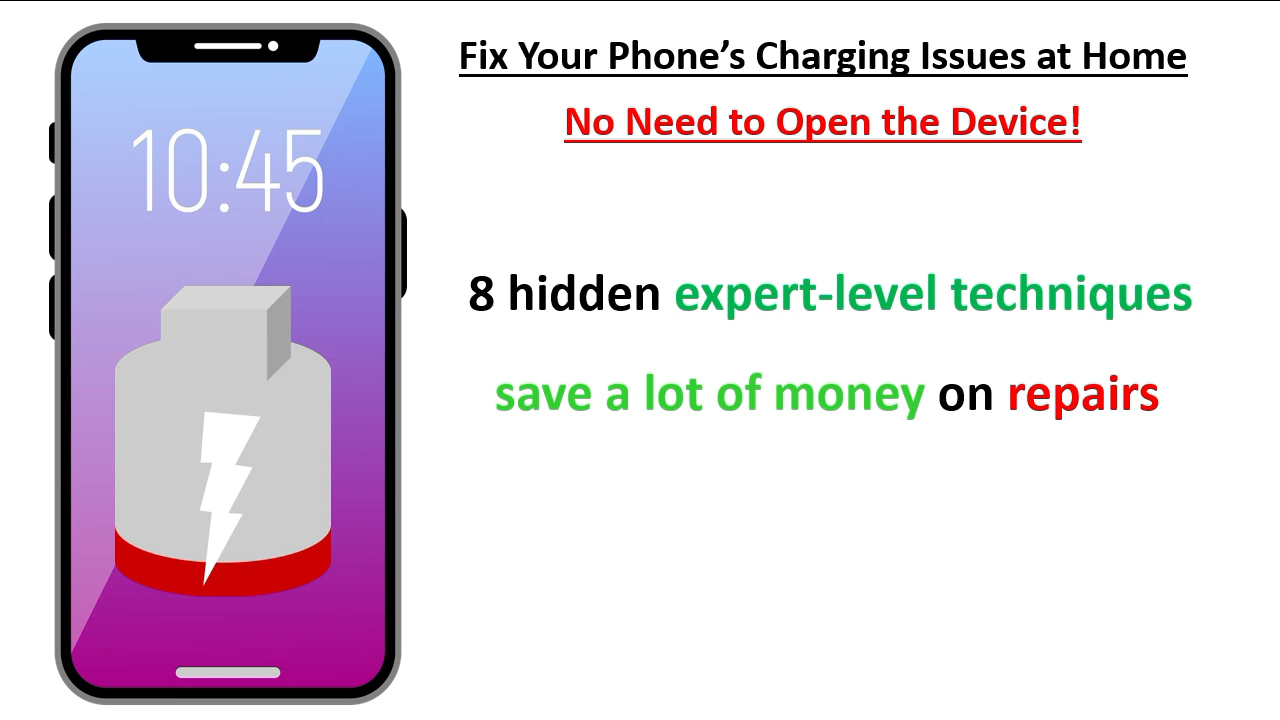 Fix Your Phone’s Charging Issues at Home
No Need to Open the Device!
10:45
8 hidden expert-level techniques
save a lot of money on repairs